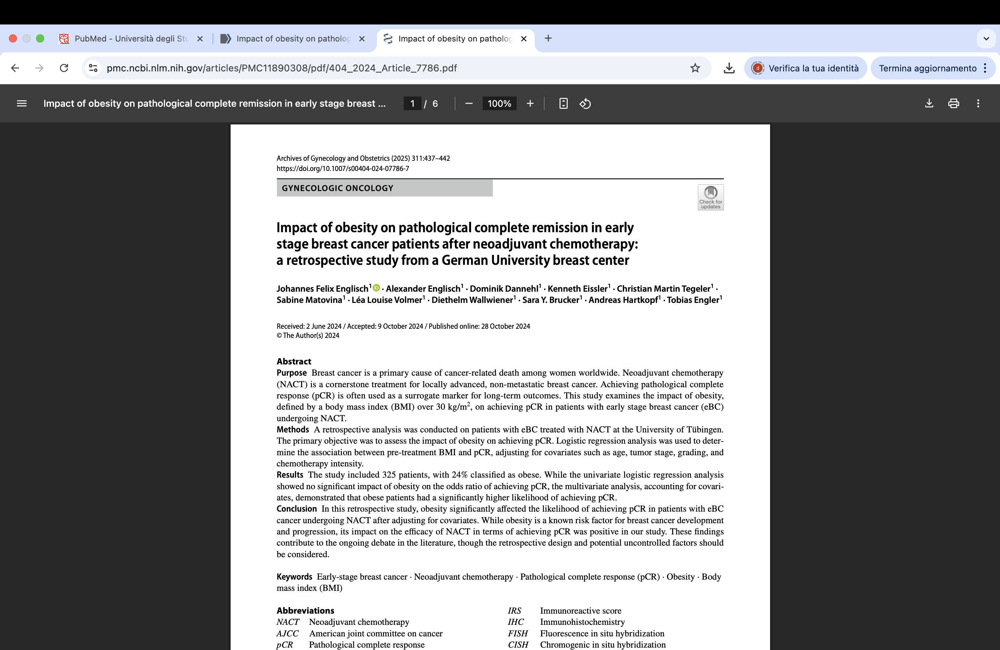 PubMed - Università degli Stu
Impact of obesity on patholog
Impact of obesity on patholog
pmc.ncbi.nlm.nih.gov/articles/PMC11890308/pdf/404_2024_Article_7786.pdf
d
Verifica la tua identità
Termina aggiornamento
Impact of obesity on pathological complete remission in early stage breast ...
1 / 6
100%
Archives of Gynecology and Obstetrics (2025) 311:437–442
https://doi.org/10.1007/s00404-024-07786-7
GYNECOLOGIC ONCOLOGY
Check for
updates
Impact of obesity on pathological complete remission in early
stage breast cancer patients after neoadjuvant chemotherapy:
a retrospective study from a German University breast center
Johannes Felix Englisch¹ iD · Alexander Englisch¹ · Dominik Dannehl¹ · Kenneth Eissler¹ · Christian Martin Tegeler¹ ·
Sabine Matovina¹ · Léa Louise Volmer¹ · Diethelm Wallwiener¹ · Sara Y. Brucker¹ · Andreas Hartkopf¹ · Tobias Engler¹
Received: 2 June 2024 / Accepted: 9 October 2024 / Published online: 28 October 2024
© The Author(s) 2024
Abstract
Purpose Breast cancer is a primary cause of cancer-related death among women worldwide. Neoadjuvant chemotherapy
(NACT) is a cornerstone treatment for locally advanced, non-metastatic breast cancer. Achieving pathological complete
response (pCR) is often used as a surrogate marker for long-term outcomes. This study examines the impact of obesity,
defined by a body mass index (BMI) over 30 kg/m², on achieving pCR in patients with early stage breast cancer (eBC)
undergoing NACT.
Methods A retrospective analysis was conducted on patients with eBC treated with NACT at the University of Tübingen.
The primary objective was to assess the impact of obesity on achieving pCR. Logistic regression analysis was used to deter-
mine the association between pre-treatment BMI and pCR, adjusting for covariates such as age, tumor stage, grading, and
chemotherapy intensity.
Results The study included 325 patients, with 24% classified as obese. While the univariate logistic regression analysis
showed no significant impact of obesity on the odds ratio of achieving pCR, the multivariate analysis, accounting for covari-
ates, demonstrated that obese patients had a significantly higher likelihood of achieving pCR.
Conclusion In this retrospective study, obesity significantly affected the likelihood of achieving pCR in patients with eBC
cancer undergoing NACT after adjusting for covariates. While obesity is a known risk factor for breast cancer development
and progression, its impact on the efficacy of NACT in terms of achieving pCR was positive in our study. These findings
contribute to the ongoing debate in the literature, though the retrospective design and potential uncontrolled factors should
be considered.
Keywords Early-stage breast cancer · Neoadjuvant chemotherapy · Pathological complete response (pCR) · Obesity · Body
mass index (BMI)
Abbreviations
NACT Neoadjuvant chemotherapy
AJCC American joint committee on cancer
pCR Pathological complete response
IRS Immunoreactive score
IHC Immunohistochemistry
FISH Fluorescence in situ hybridization
CISH Chromogenic in situ hybridization